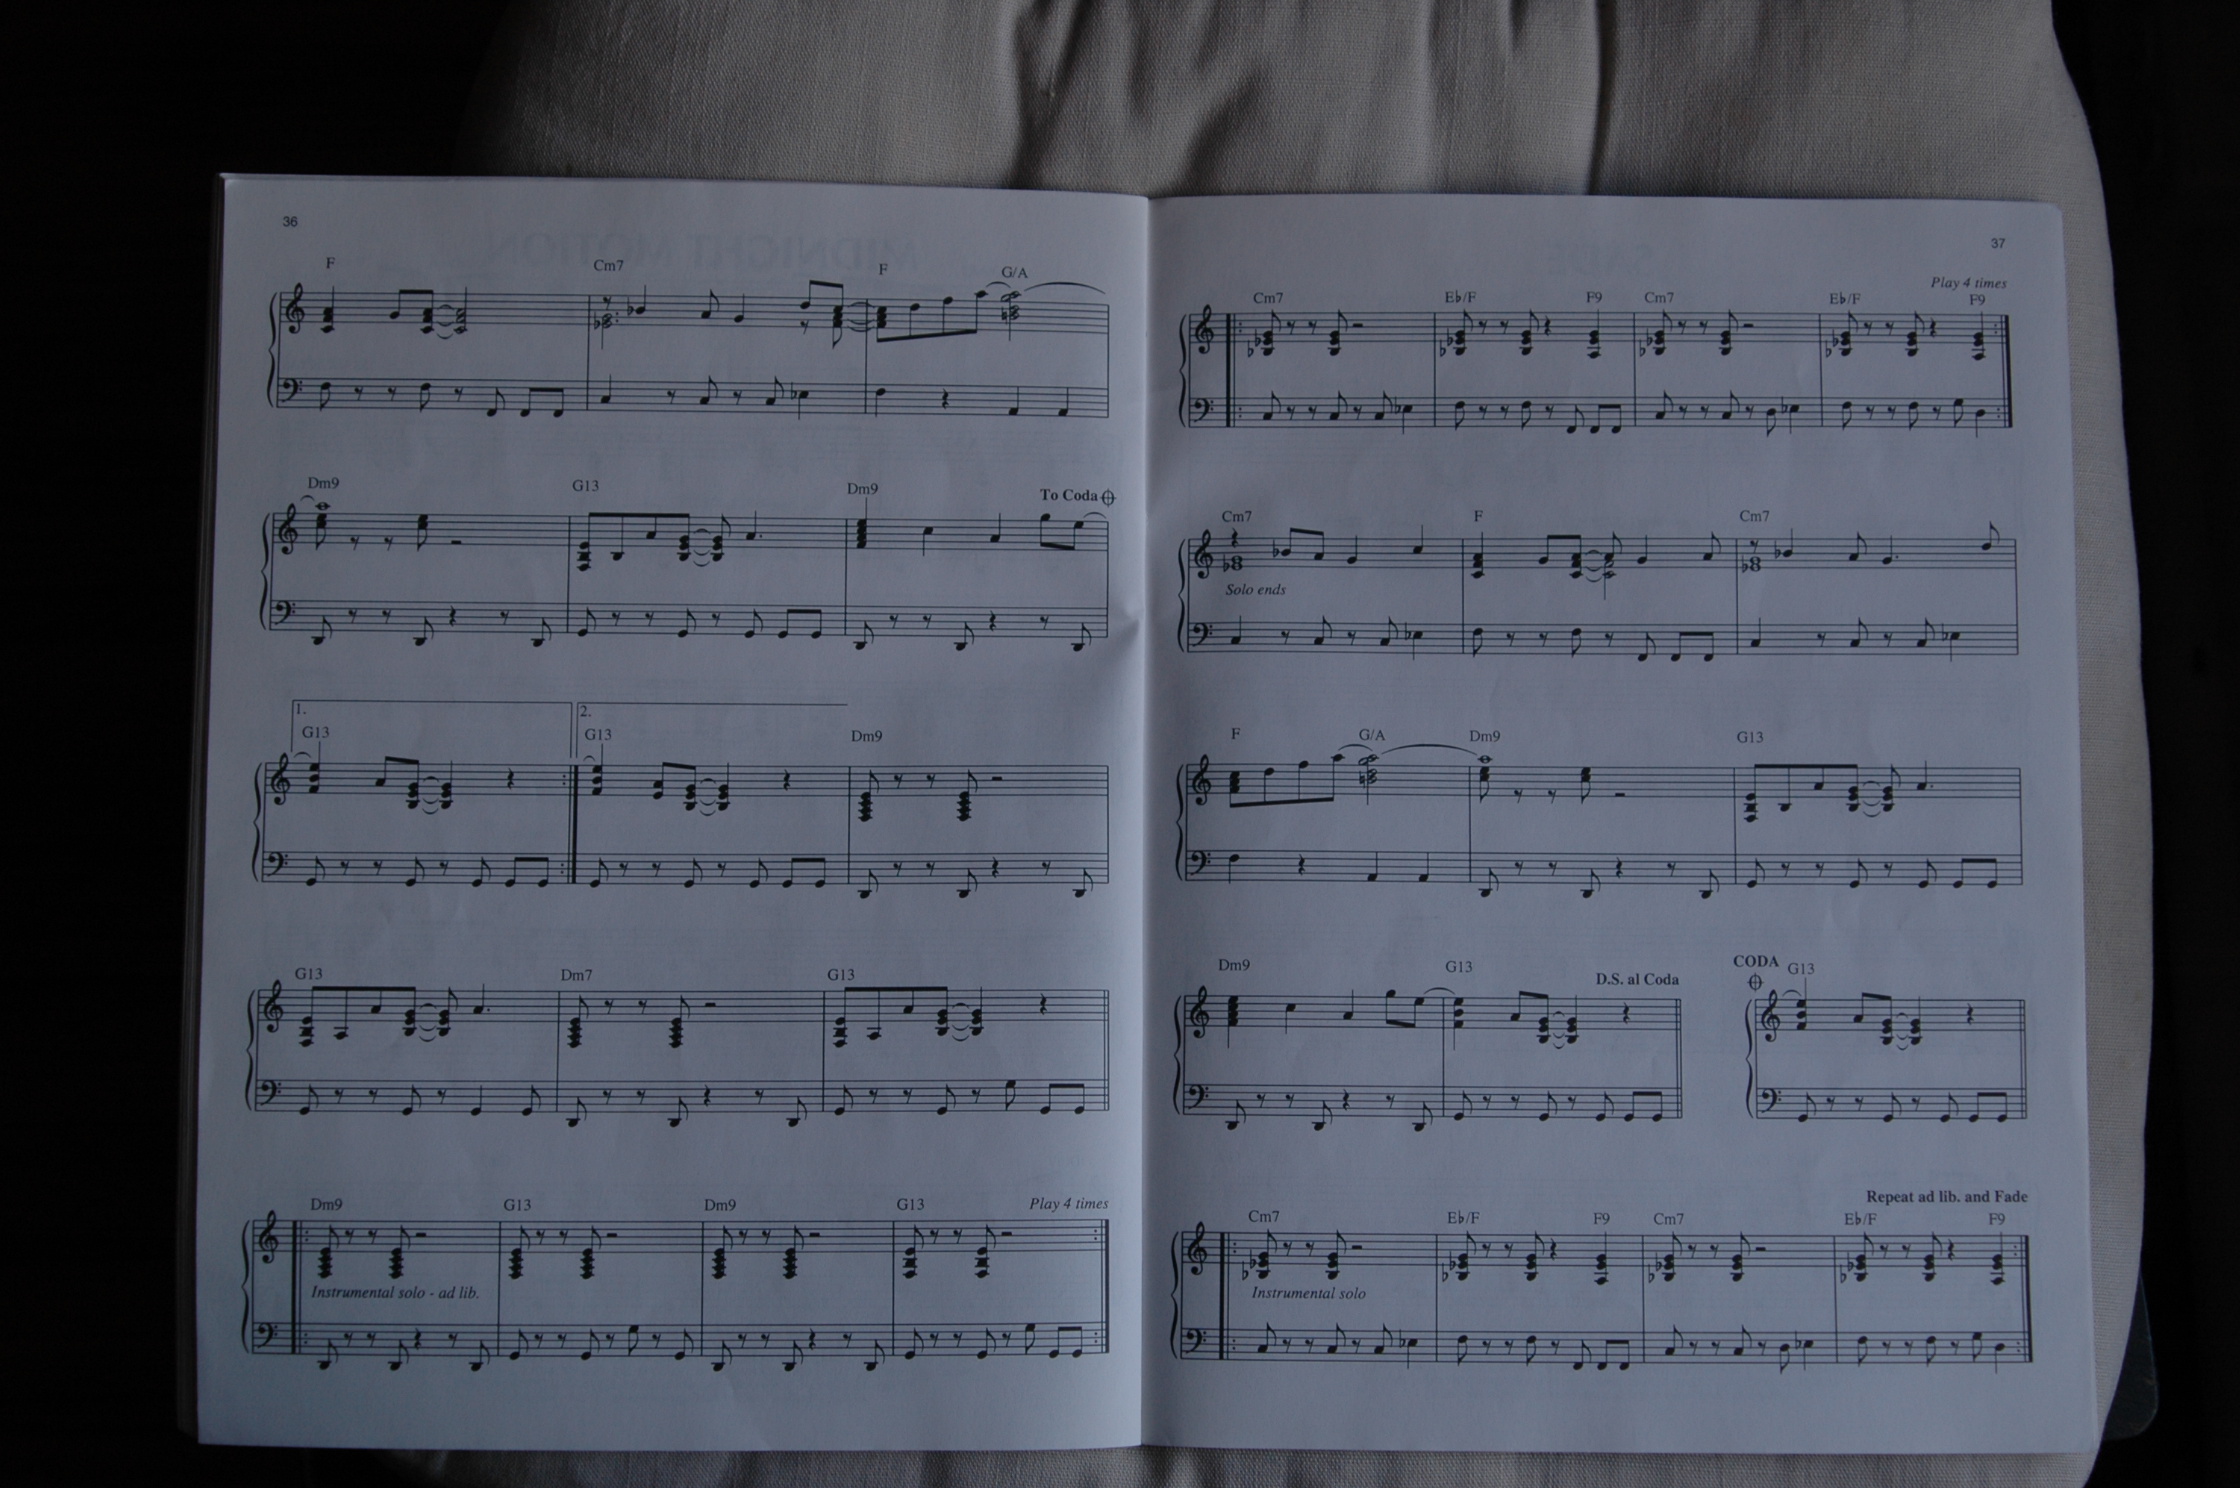 36
F Cm7 F G/A
Dm9 G13 Dm9 To Coda
1. 2.
G13 G13 Dm9
G13 Dm7 G13
Dm9 G13 Dm9 G13 Play 4 times
Instrumental solo - ad lib.
37
Play 4 times
Cm7 E♭/F F9 Cm7 E♭/F F9
Cm7 F Cm7
Solo ends
F G/A Dm9 G13
Dm9 G13 D.S. al Coda CODA G13
Repeat ad lib. and Fade
Cm7 E♭/F F9 Cm7 E♭/F F9
Instrumental solo